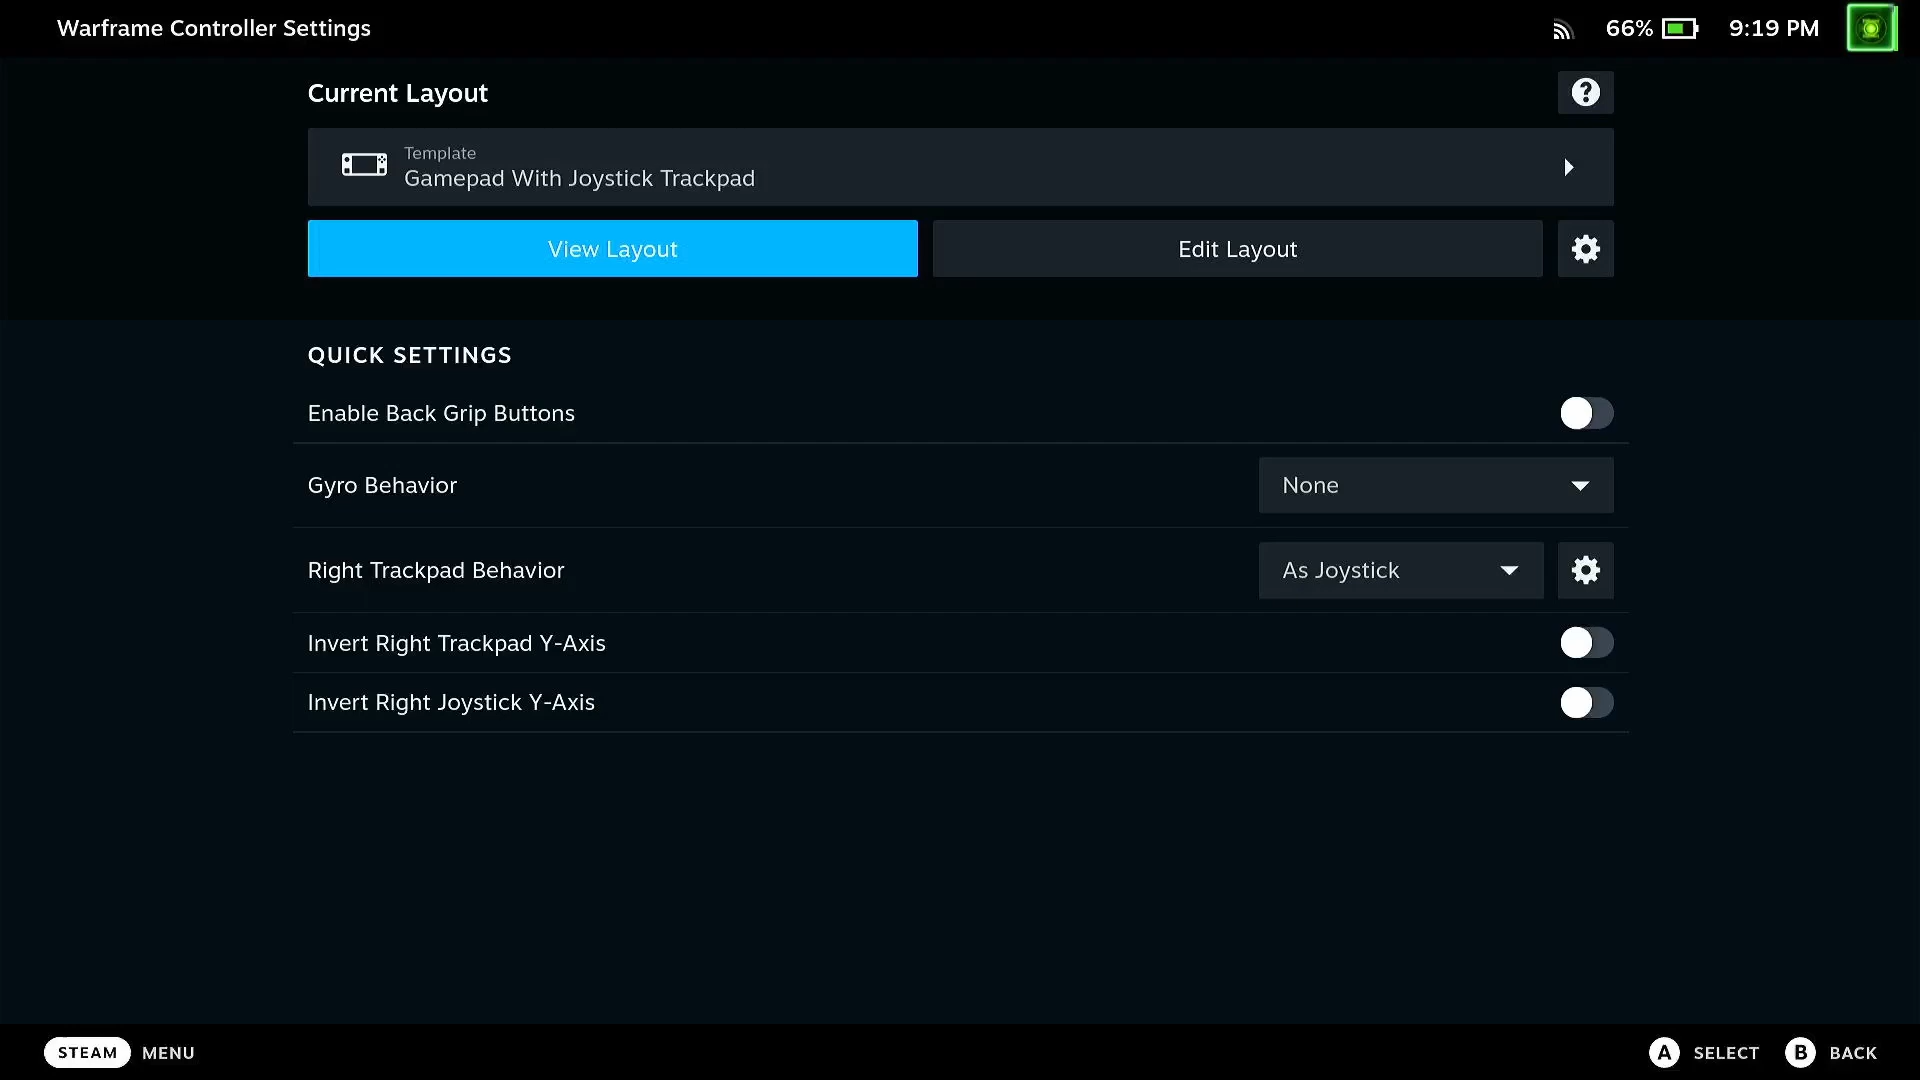 Warframe Controller Settings
66%
9:19 PM
Current Layout
?
Template
Gamepad With Joystick Trackpad
View Layout
Edit Layout
QUICK SETTINGS
Enable Back Grip Buttons
Gyro Behavior
None
Right Trackpad Behavior
As Joystick
Invert Right Trackpad Y-Axis
Invert Right Joystick Y-Axis
STEAM MENU
A SELECT B BACK